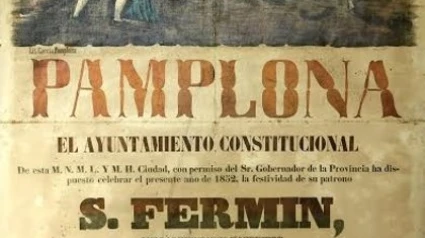 PAMPLONA
EL AYUNTAMIENTO CONSTITUCIONAL
De esta M. N. M. L. Y M. H. Ciudad, con permiso del Sr. Gobernador de la Provincia ha dis-
puesto celebrar el presente año de 1852, la festividad de su patrono
S. FERMIN,